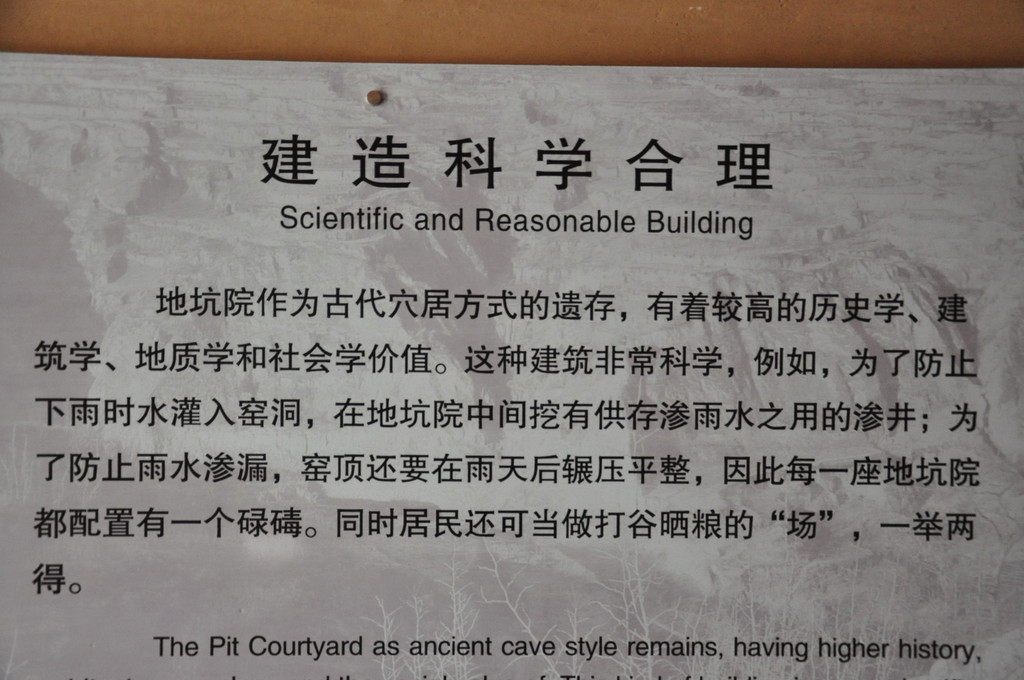 建造科学合理
Scientific and Reasonable Building
地坑院作为古代穴居方式的遗存，有着较高的历史学、建
筑学、地质学和社会学价值。这种建筑非常科学，例如，为了防止
下雨时水灌入窑洞，在地坑院中间挖有供存渗雨水之用的渗井；为
了防止雨水渗漏，窑顶还要在雨天后辗压平整，因此每一座地坑院
都配置有一个碌碡。同时居民还可当做打谷晒粮的“场”，一举两
得。
The Pit Courtyard as ancient cave style remains, having higher history,